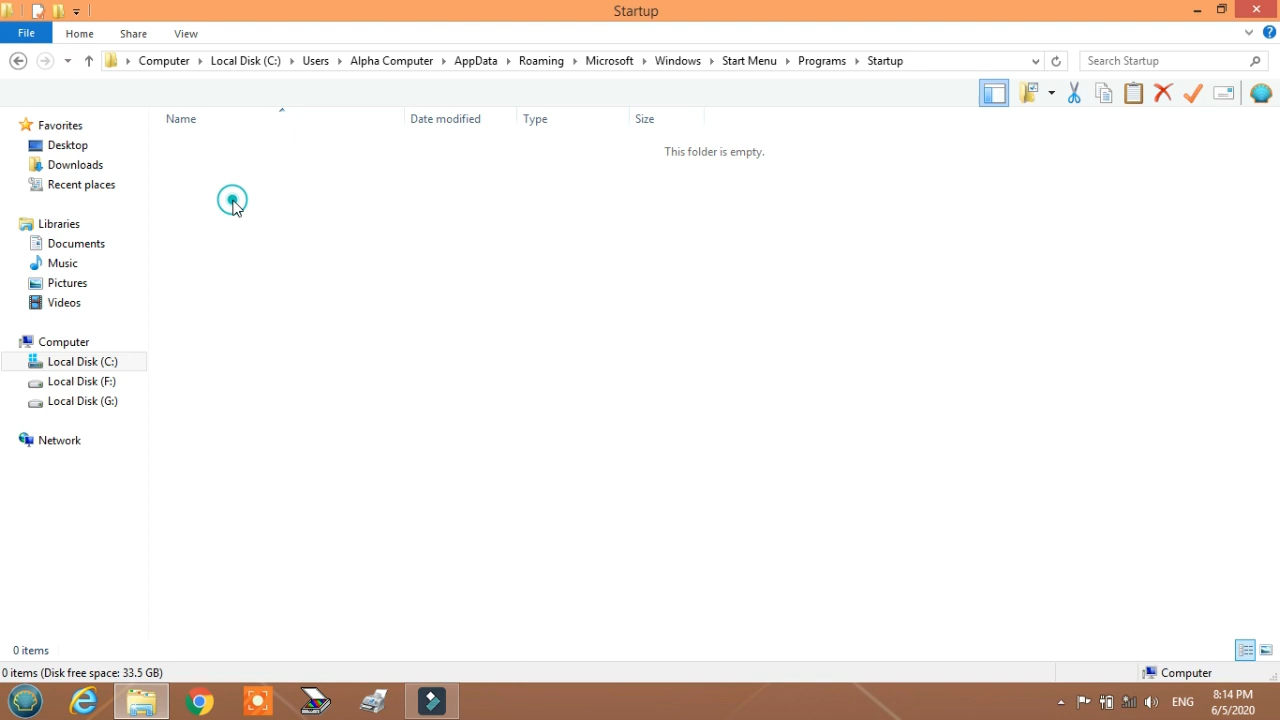 Startup
File Home Share View
Computer Local Disk (C:) Users Alpha Computer AppData Roaming Microsoft Windows Start Menu Programs Startup
Search Startup
Name Date modified Type Size
This folder is empty.
Favorites
Desktop
Downloads
Recent places
Libraries
Documents
Music
Pictures
Videos
Computer
Local Disk (C:)
Local Disk (F:)
Local Disk (G:)
Network
0 items
0 items (Disk free space: 33.5 GB)
Computer
ENG
8:14 PM
6/5/2020